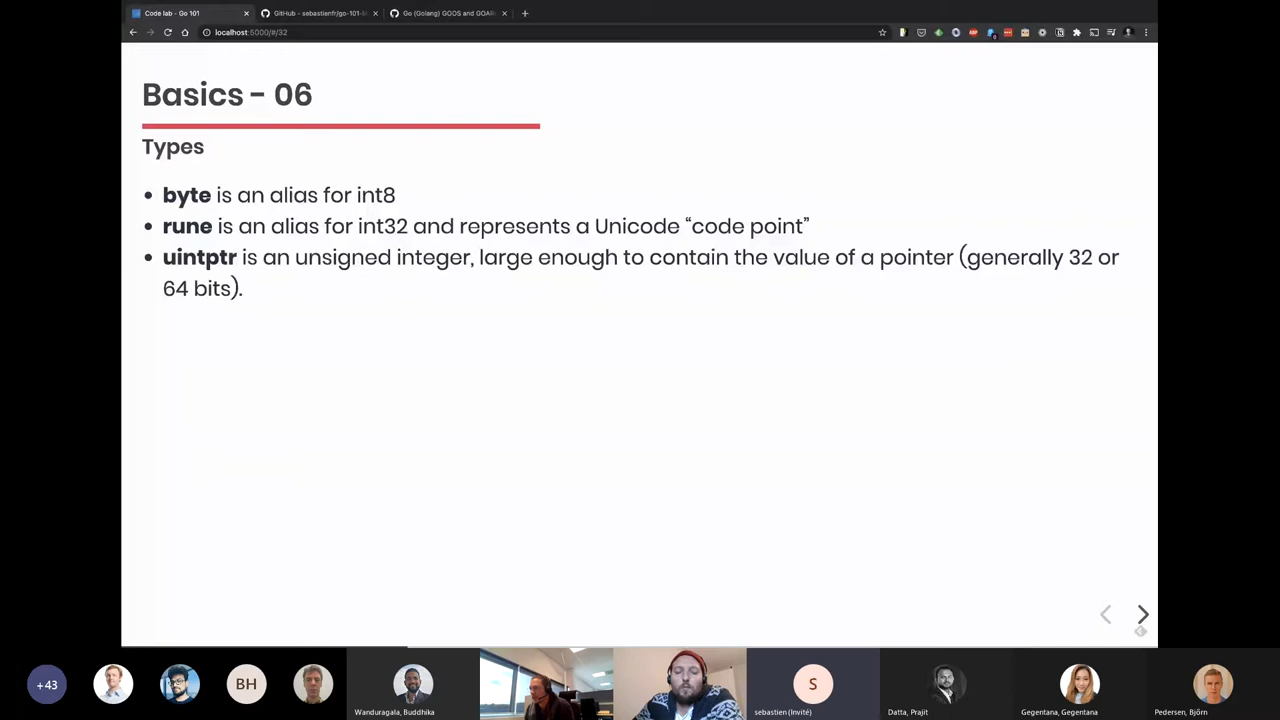 Code lab - Go 101
GitHub - sebastienfr/go-101-
Go (Golang) GOOS and GOAR
localhost:5000/#/32
Basics - 06
Types
• byte is an alias for int8
• rune is an alias for int32 and represents a Unicode “code point”
• uintptr is an unsigned integer, large enough to contain the value of a pointer (generally 32 or
64 bits).
+43
BH
S
Wanduragala, Buddhika
sebastien (Invité)
Datta, Prajit
Gegentana, Gegentana
Pedersen, Björn